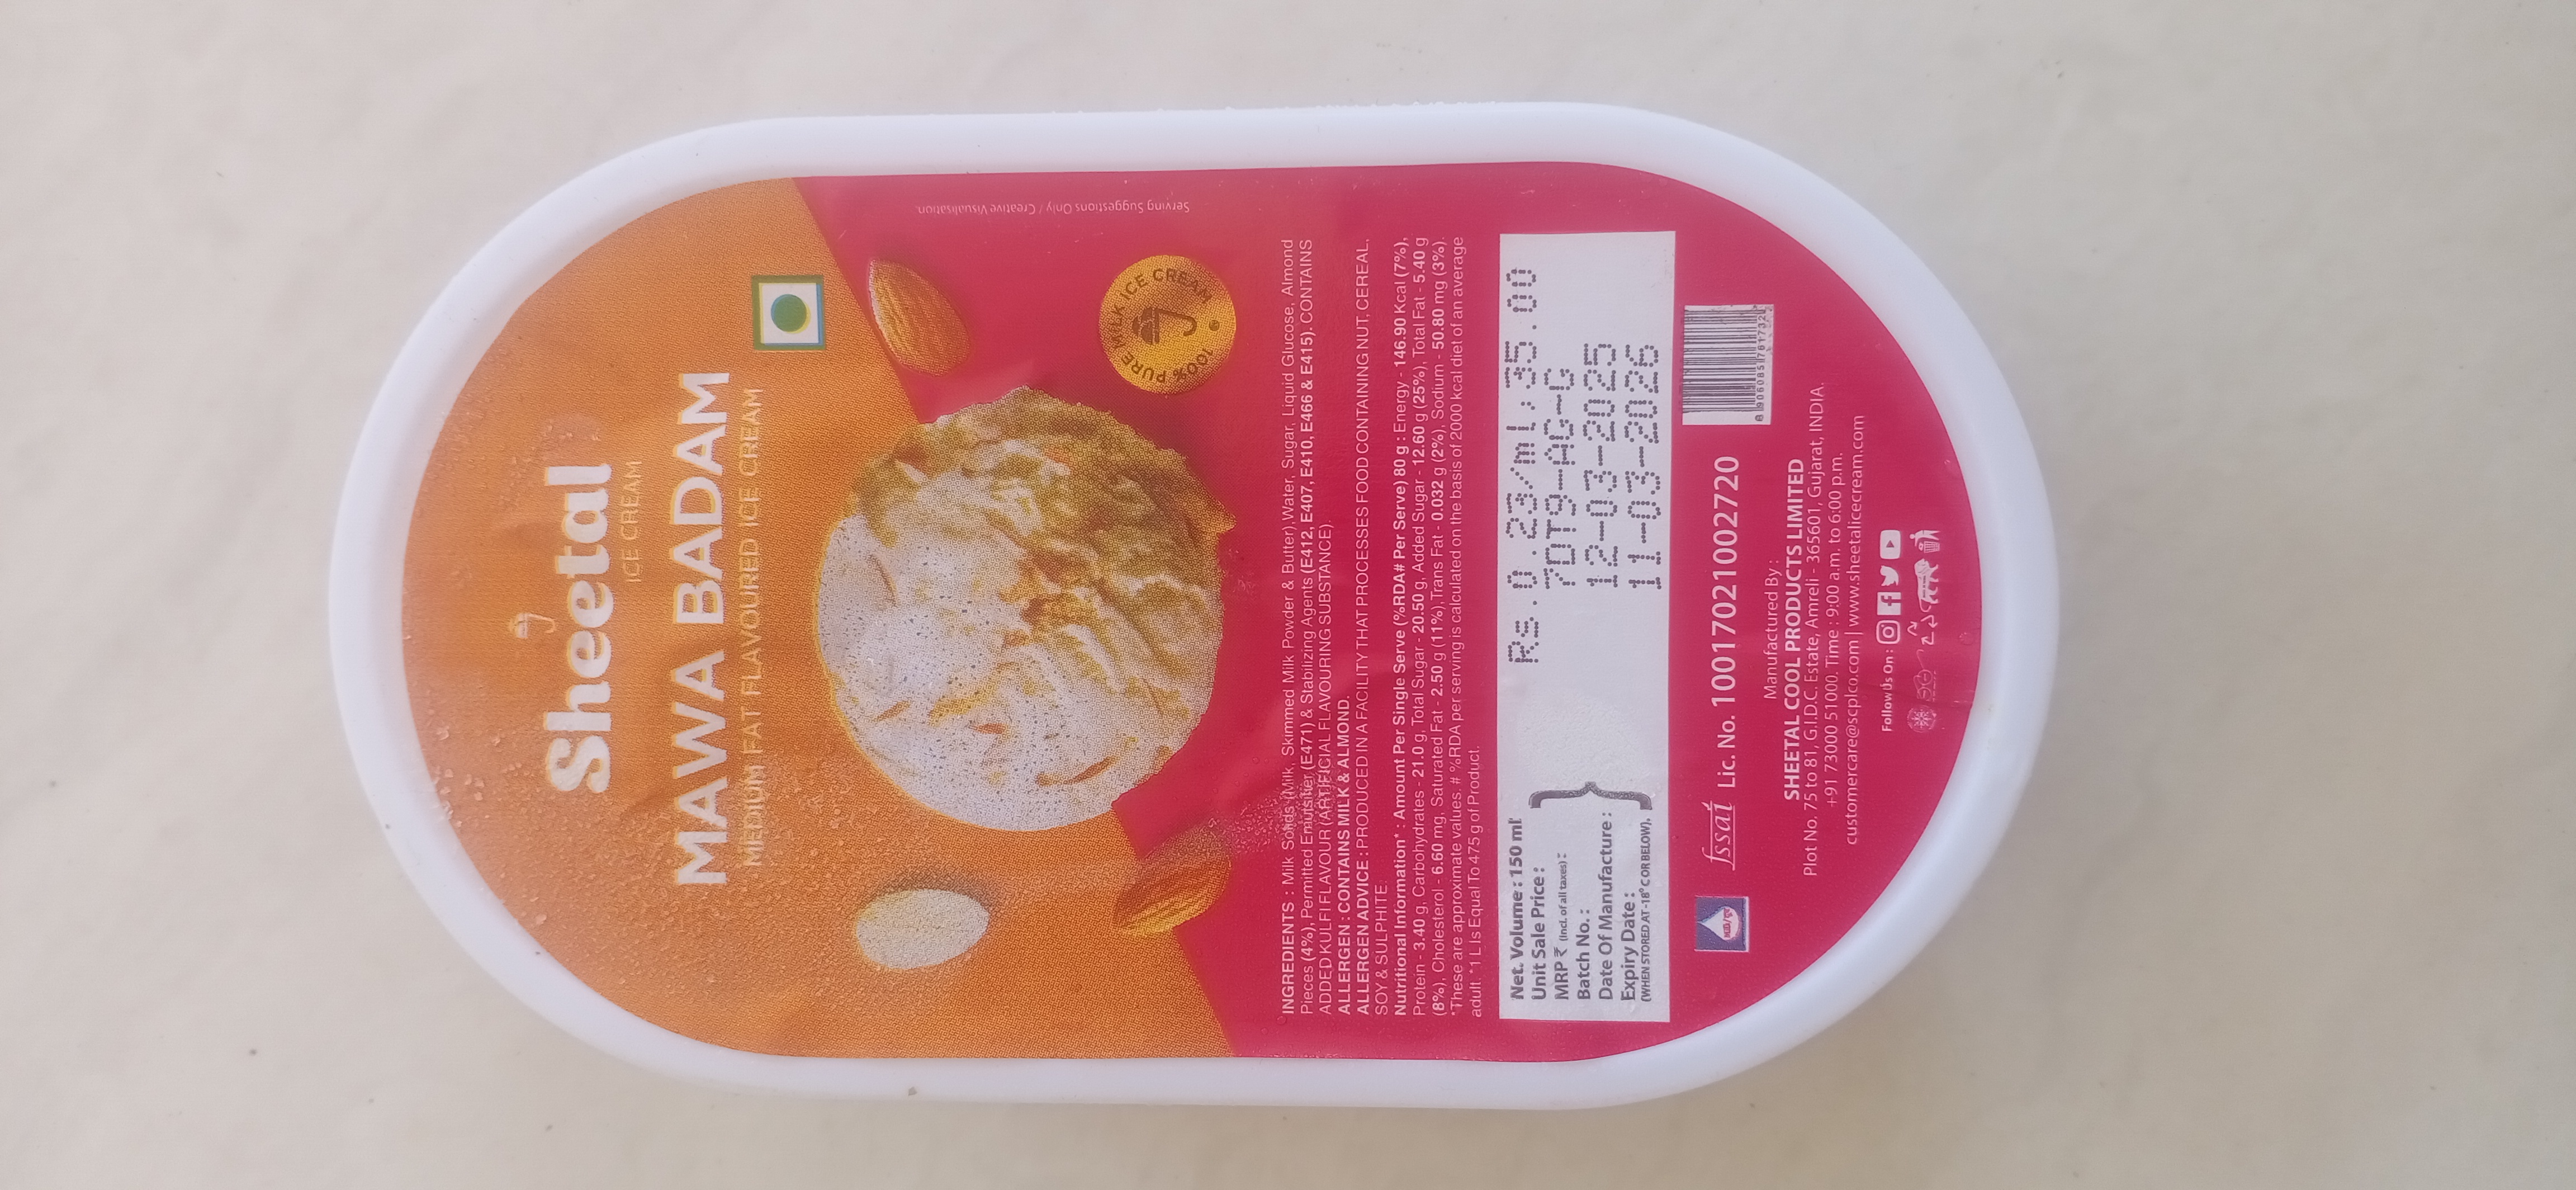 Sheetal
ICE CREAM
MAWA BADAM
MEDIUM FAT FLAVOURED ICE CREAM
Serving Suggestions Only / Creative Visualisation.
100% PURE MILK ICE CREAM
INGREDIENTS : Milk Solids (Milk, Skimmed Milk Powder & Butter), Water, Sugar, Liquid Glucose, Almond
Pieces (4%), Permitted Emulsifier (E471) & Stabilizing Agents (E412, E407, E410, E466 & E415). CONTAINS
ADDED KULFI FLAVOUR (ARTIFICIAL FLAVOURING SUBSTANCE).
ALLERGEN : CONTAINS MILK & ALMOND.
ALLERGEN ADVICE : PRODUCED IN A FACILITY THAT PROCESSES FOOD CONTAINING NUT, CEREAL,
SOY & SULPHITE.
Nutritional Information* : Amount Per Single Serve (%RDA# Per Serve) 80 g : Energy - 146.90 Kcal (7%),
Protein - 3.40 g, Carbohydrates - 21.0 g, Total Sugar - 20.50 g, Added Sugar - 12.60 g (25%), Total Fat - 5.40 g
(8%), Cholesterol - 6.60 mg, Saturated Fat - 2.50 g (11%), Trans Fat - 0.032 g (2%), Sodium - 50.80 mg (3%).
*These are approximate values. # %RDA per serving is calculated on the basis of 2000 kcal diet of an average
adult. *1 L Is Equal To 475 g of Product.
Net. Volume : 150 ml
Unit Sale Price : Rs. 0.23/ml
MRP ₹ (Incl. of all taxes) : 35.00
Batch No. :
Date Of Manufacture : 12-03-2025
Expiry Date : 11-03-2026
(WHEN STORED AT -18°C OR BELOW).
fssai Lic. No. 10017021002720
Manufactured By :
SHEETAL COOL PRODUCTS LIMITED
Plot No. 75 to 81, G.I.D.C. Estate, Amreli - 365601, Gujarat, INDIA.
+91 73000 51000. Time : 9:00 a.m. to 6:00 p.m.
customercare@scplco.com | www.sheetalicecream.com
Follow Us On :